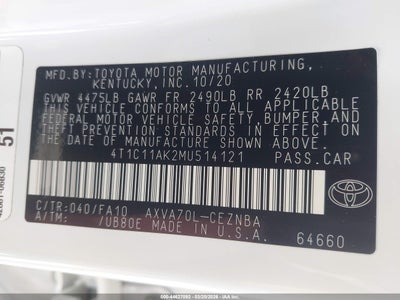 MFD.BY:TOYOTA MOTOR MANUFACTURING,
KENTUCKY,INC.10/20
GVWR 4475LB GAWR FR 2490LB RR 2420LB
THIS VEHICLE CONFORMS TO ALL APPLICABLE
FEDERAL MOTOR VEHICLE SAFETY, BUMPER, AND
THEFT PREVENTION STANDARDS IN EFFECT ON
THE DATE OF MANUFACTURE SHOWN ABOVE.
4T1C11AK2MU514121 PASS.CAR
C/TR:040/FA10 AXVA70L-CEZNBA
A/TM: /UB80E MADE IN U.S.A.
TOYOTA
64660
51